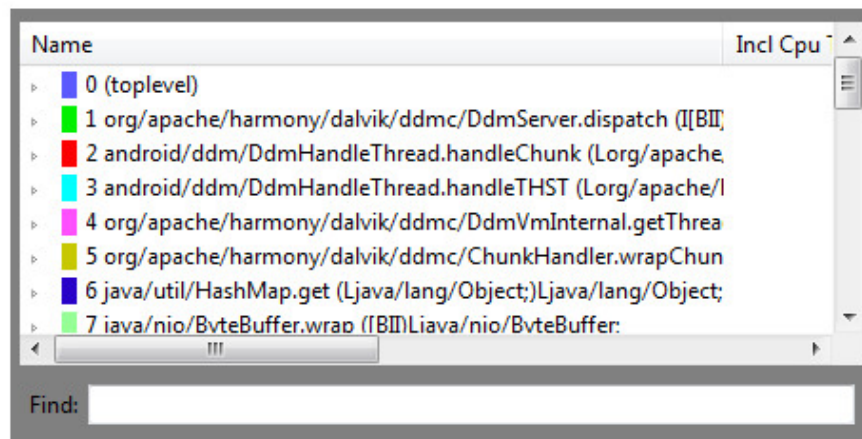 Name Incl Cpu
0 (toplevel)
1 org/apache/harmony/dalvik/ddmc/DdmServer.dispatch (I[BII)
2 android/ddm/DdmHandleThread.handleChunk (Lorg/apache
3 android/ddm/DdmHandleThread.handleTHST (Lorg/apache/
4 org/apache/harmony/dalvik/ddmc/DdmVmInternal.getThrea
5 org/apache/harmony/dalvik/ddmc/ChunkHandler.wrapChun
6 java/util/HashMap.get (Ljava/lang/Object;)Ljava/lang/Object;
7 java/nio/ByteBuffer.wrap ([BII)Ljava/nio/ByteBuffer;
Find: